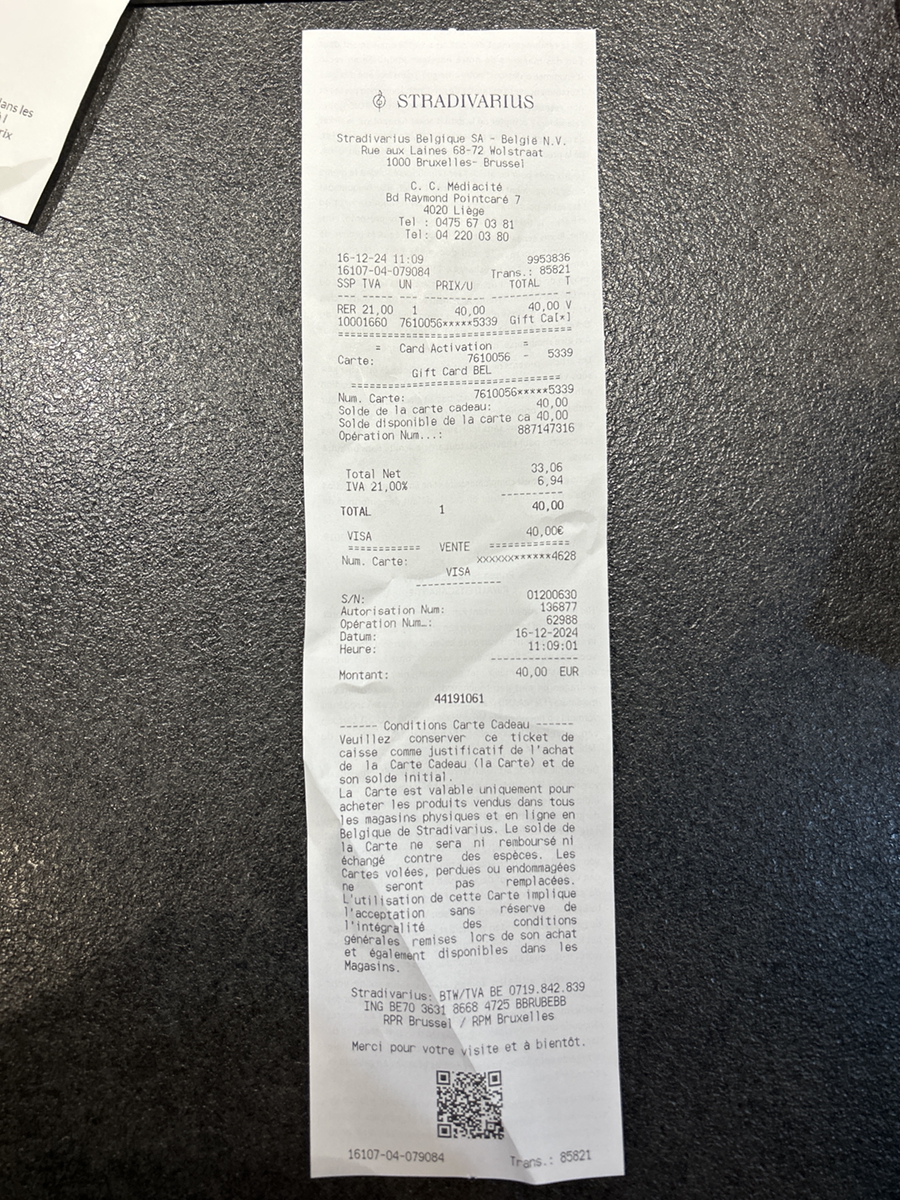 ans les
rix
STRADIVARIUS
Stradivarius Belgique SA - België N.V.
Rue aux Laines 68-72 Wolstraat
1000 Bruxelles- Brussel
C. C. Médiacité
Bd Raymond Pointcaré 7
4020 Liège
Tel : 0475 67 03 81
Tel: 04 220 03 80
16-12-24 11:09 9953836
16107-04-079084 Trans.: 85821
SSP TVA UN PRIX/U TOTAL T
--- ----- --- ---------- ---------- -
RER 21,00 1 40,00 40,00 V
10001660 7610056*****5339 Gift Ca[*]
======================================
= Card Activation =
Carte: 7610056 - 5339
Gift Card BEL
==================================
Num. Carte: 7610056*****5339
Solde de la carte cadeau: 40,00
Solde disponible de la carte ca 40,00
Opération Num...: 887147316
Total Net 33,06
IVA 21,00% 6,94
----------
TOTAL 1 40,00
VISA 40,00€
============ VENTE =============
Num. Carte: xxxxxx******4628
VISA
--------------
S/N: 01200630
Autorisation Num: 136877
Opération Num…: 62988
Datum: 16-12-2024
Heure: 11:09:01
--------------
Montant: 40,00 EUR
44191061
------ Conditions Carte Cadeau ------
Veuillez conserver ce ticket de
caisse comme justificatif de l'achat
de la Carte Cadeau (la Carte) et de
son solde initial.
La Carte est valable uniquement pour
acheter les produits vendus dans tous
les magasins physiques et en ligne en
Belgique de Stradivarius. Le solde de
la Carte ne sera ni remboursé ni
échangé contre des espèces. Les
Cartes volées, perdues ou endommagées
ne seront pas remplacées.
L'utilisation de cette Carte implique
l'acceptation sans réserve de
l'intégralité des conditions
générales remises lors de son achat
et également disponibles dans les
Magasins.
Stradivarius: BTW/TVA BE 0719.842.839
ING BE70 3631 8668 4725 BBRUBEBB
RPR Brussel / RPM Bruxelles
Merci pour votre visite et à bientôt.
16107-04-079084 Trans.: 85821